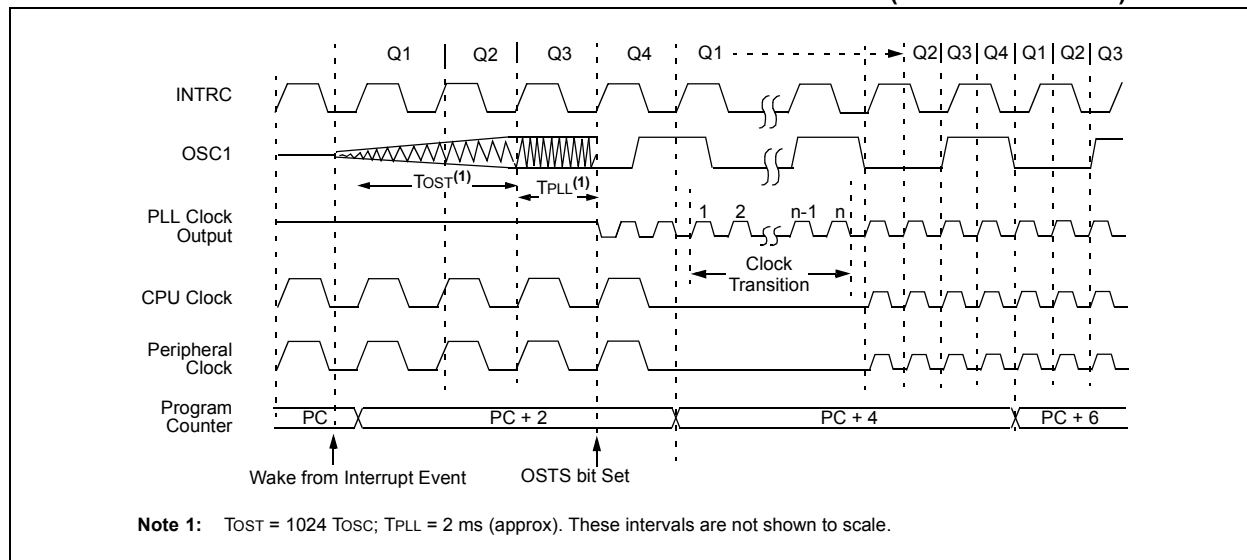 Q1 Q2 Q3 Q4 Q1 Q2 Q3 Q4 Q1 Q2 Q3
INTRC
OSC1
TOST(1) TPLL(1)
PLL Clock
Output
1 2 n-1 n
Clock
Transition
CPU Clock
Peripheral
Clock
Program
Counter
PC PC + 2 PC + 4 PC + 6
Wake from Interrupt Event OSTS bit Set
Note 1: TOST = 1024 TOSC; TPLL = 2 ms (approx). These intervals are not shown to scale.